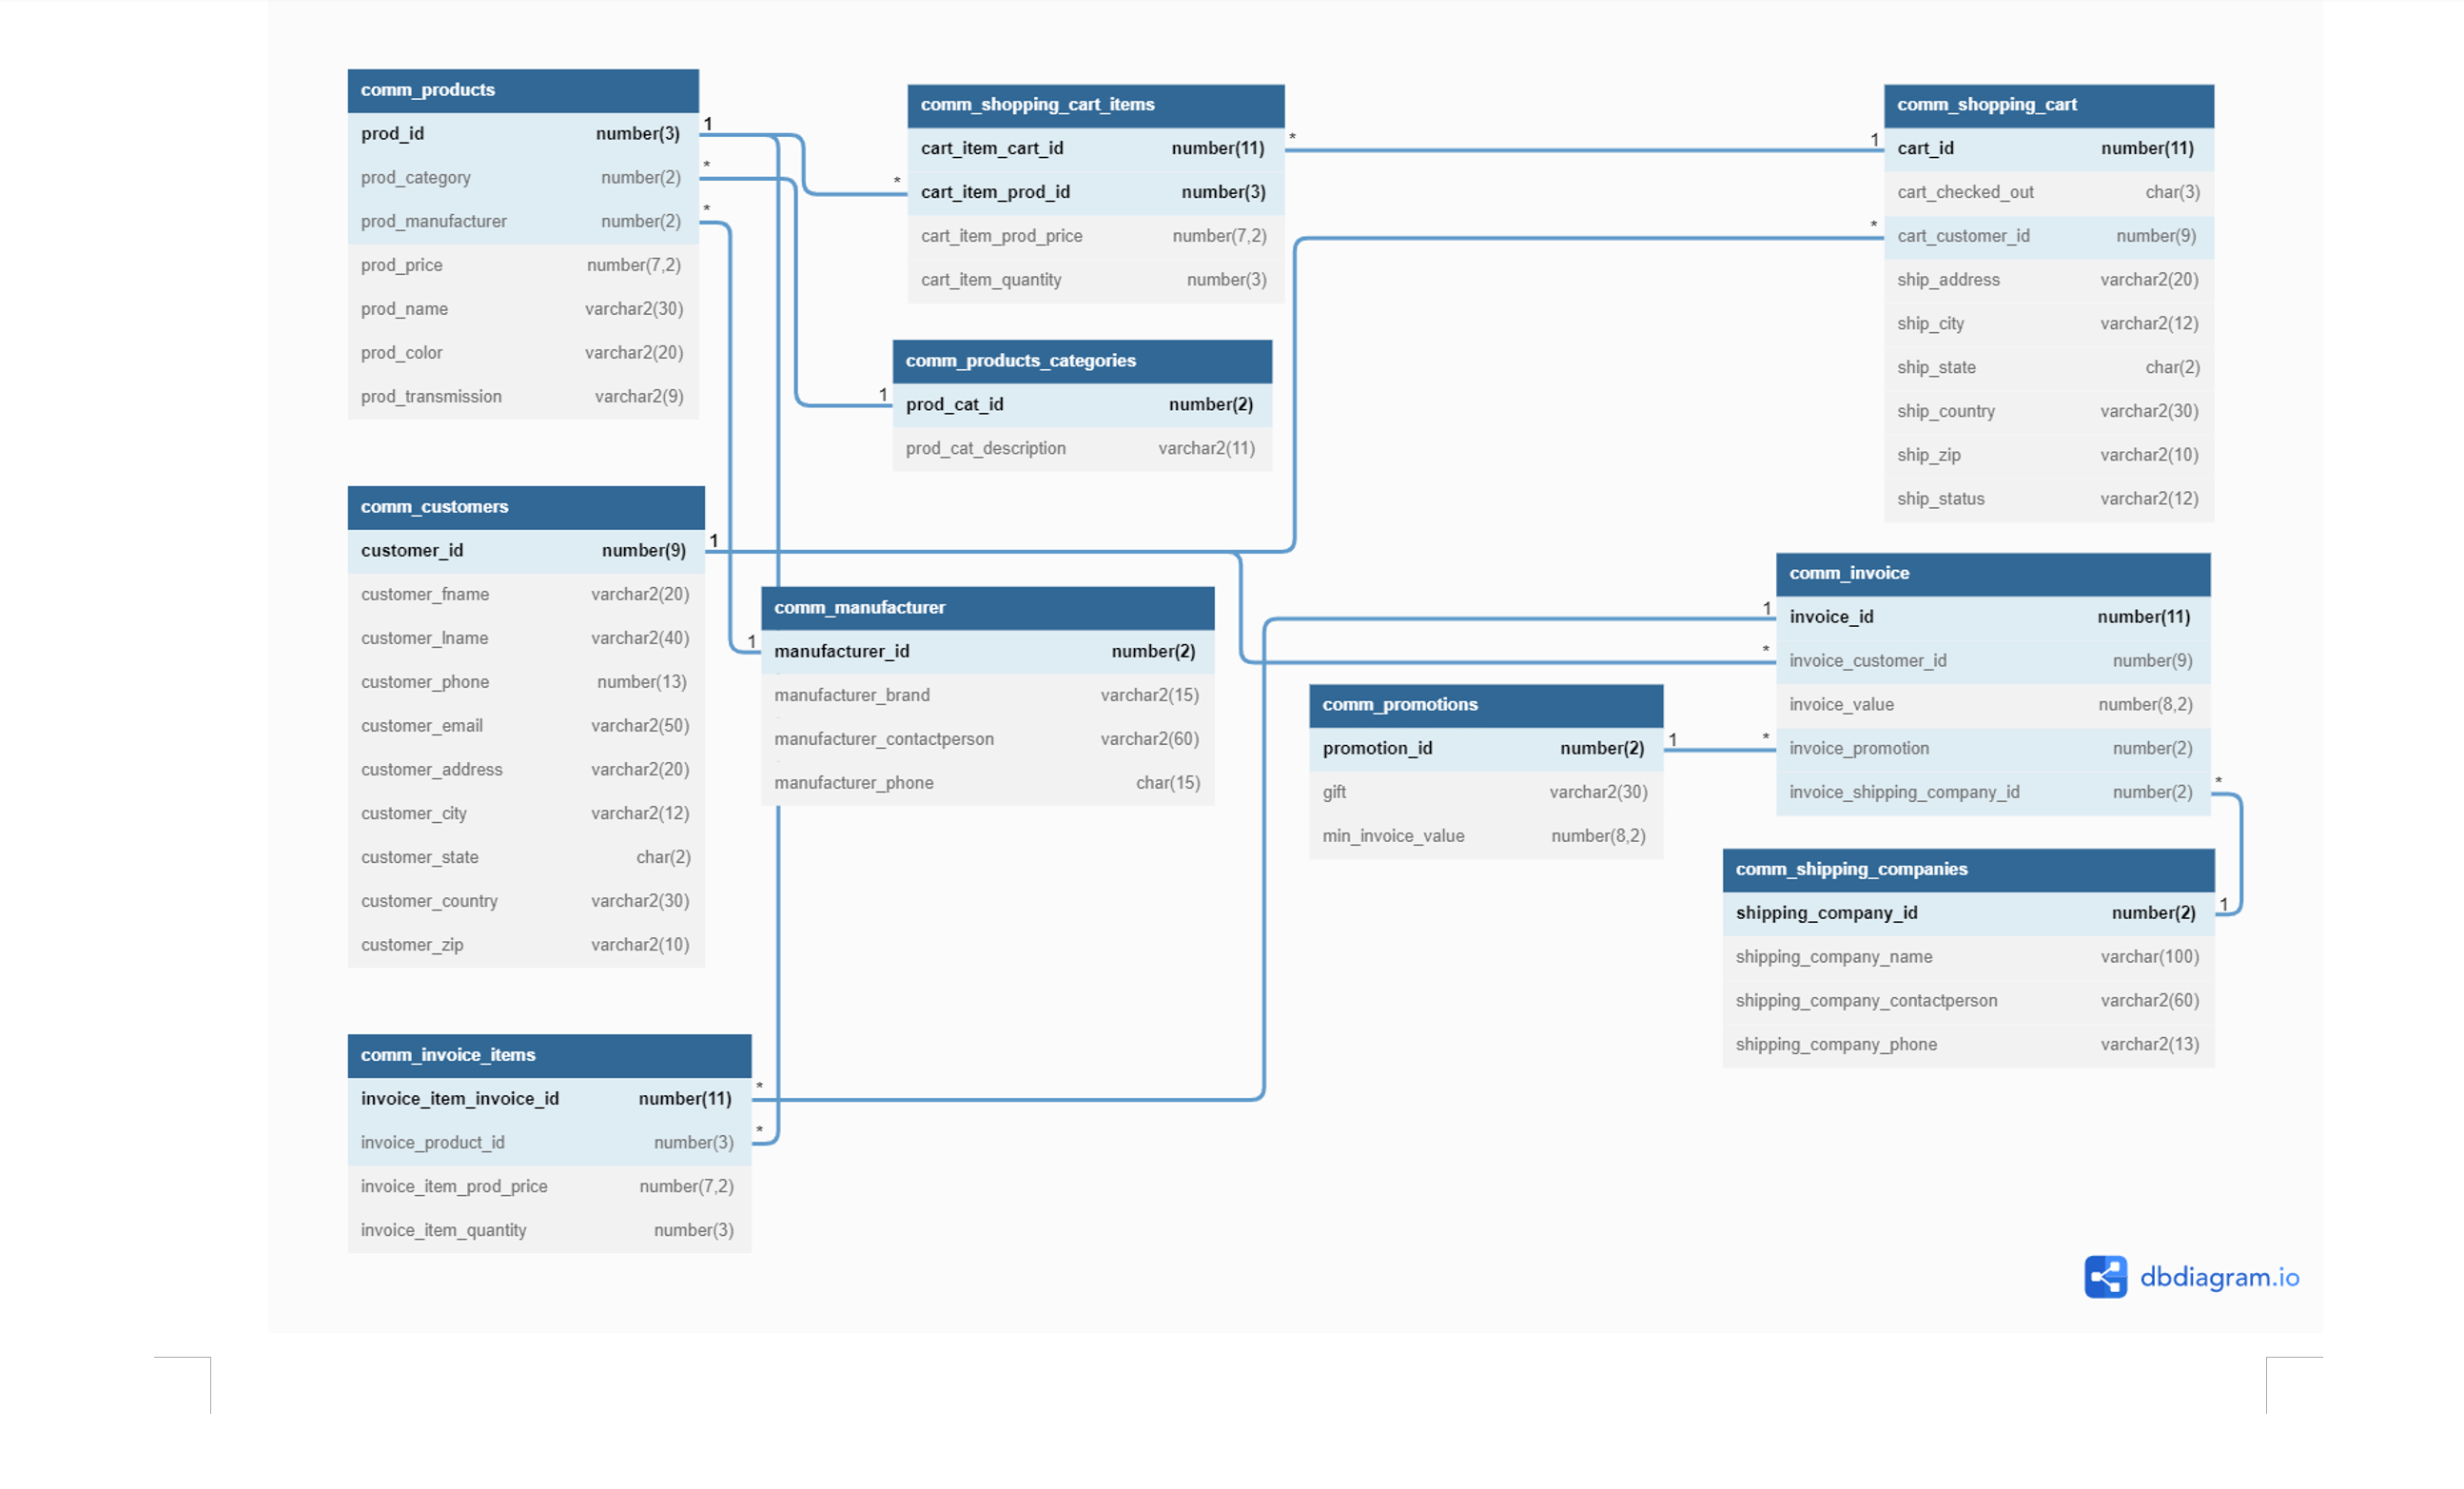 comm_products
1
prod_id number(3)
*
prod_category number(2)
*
prod_manufacturer number(2)
prod_price number(7,2)
prod_name varchar2(30)
prod_color varchar2(20)
prod_transmission varchar2(9)
comm_shopping_cart_items
*
cart_item_cart_id number(11)
*
cart_item_prod_id number(3)
cart_item_prod_price number(7,2)
cart_item_quantity number(3)
comm_shopping_cart
1
cart_id number(11)
cart_checked_out char(3)
*
cart_customer_id number(9)
ship_address varchar2(20)
ship_city varchar2(12)
ship_state char(2)
ship_country varchar2(30)
ship_zip varchar2(10)
ship_status varchar2(12)
comm_products_categories
1
prod_cat_id number(2)
prod_cat_description varchar2(11)
comm_customers
1
customer_id number(9)
customer_fname varchar2(20)
customer_lname varchar2(40)
customer_phone number(13)
customer_email varchar2(50)
customer_address varchar2(20)
customer_city varchar2(12)
customer_state char(2)
customer_country varchar2(30)
customer_zip varchar2(10)
comm_manufacturer
1
manufacturer_id number(2)
manufacturer_brand varchar2(15)
manufacturer_contactperson varchar2(60)
manufacturer_phone char(15)
comm_invoice
1
invoice_id number(11)
*
invoice_customer_id number(9)
invoice_value number(8,2)
*
invoice_promotion number(2)
*
invoice_shipping_company_id number(2)
comm_promotions
1
promotion_id number(2)
gift varchar2(30)
min_invoice_value number(8,2)
comm_shipping_companies
1
shipping_company_id number(2)
shipping_company_name varchar(100)
shipping_company_contactperson varchar2(60)
shipping_company_phone varchar2(13)
comm_invoice_items
*
invoice_item_invoice_id number(11)
*
invoice_product_id number(3)
invoice_item_prod_price number(7,2)
invoice_item_quantity number(3)
dbdiagram.io